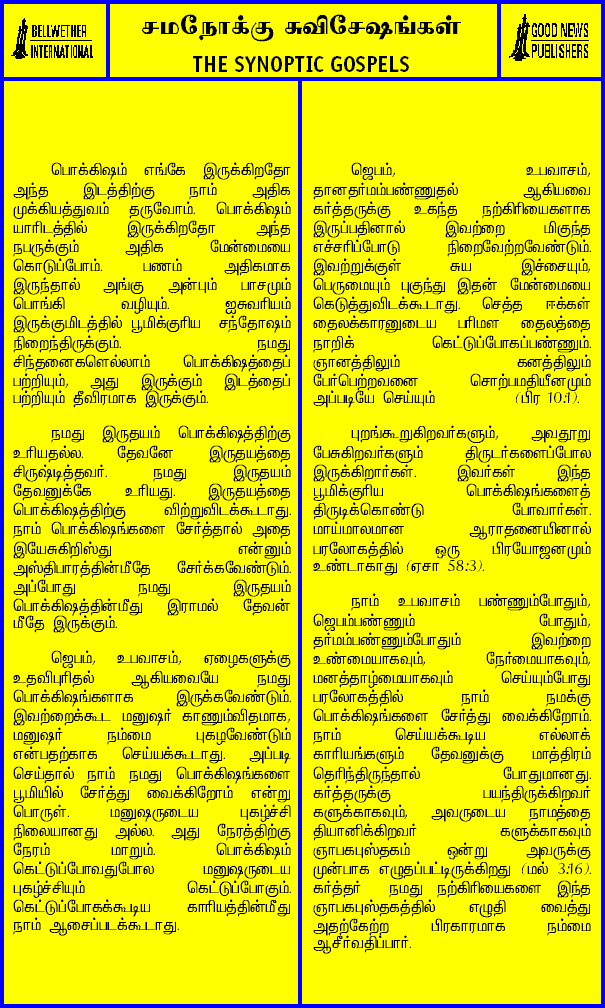 BELLWETHER
INTERNATIONAL
சமநோக்கு சுவிசேஷங்கள்
THE SYNOPTIC GOSPELS
GOOD NEWS
PUBLISHERS
பொக்கிஷம் எங்கே இருக்கிறதோ
அந்த இடத்திற்கு நாம் அதிக
முக்கியத்துவம் தருவோம். பொக்கிஷம்
யாரிடத்தில் இருக்கிறதோ அந்த
நபருக்கும் அதிக மேன்மையை
கொடுப்போம். பணம் அதிகமாக
இருந்தால் அங்கு அன்பும் பாசமும்
பொங்கி வழியும். ஐசுவரியம்
இருக்குமிடத்தில் பூமிக்குரிய சந்தோஷம்
நிறைந்திருக்கும். நமது
சிந்தனைகளெல்லாம் பொக்கிஷத்தைப்
பற்றியும், அது இருக்கும் இடத்தைப்
பற்றியும் தீவிரமாக இருக்கும்.
நமது இருதயம் பொக்கிஷத்திற்கு
உரியதல்ல. தேவனே இருதயத்தை
சிருஷ்டித்தவர். நமது இருதயம்
தேவனுக்கே உரியது. இருதயத்தை
பொக்கிஷத்திற்கு விற்றுவிடக்கூடாது.
நாம் பொக்கிஷங்களை சேர்த்தால் அதை
இயேசுகிறிஸ்து என்னும்
அஸ்திபாரத்தின்மீதே சேர்க்கவேண்டும்.
அப்போது நமது இருதயம்
பொக்கிஷத்தின்மீது இராமல் தேவன்
மீதே இருக்கும்.
ஜெபம், உபவாசம், ஏழைகளுக்கு
உதவிபுரிதல் ஆகியவையே நமது
பொக்கிஷங்களாக இருக்கவேண்டும்.
இவற்றைக்கூட மனுஷர் காணும்விதமாக,
மனுஷர் நம்மை புகழவேண்டும்
என்பதற்காக செய்யக்கூடாது. அப்படி
செய்தால் நாம் நமது பொக்கிஷங்களை
பூமியில் சேர்த்து வைக்கிறோம் என்று
பொருள். மனுஷருடைய புகழ்ச்சி
நிலையானது அல்ல. அது நேரத்திற்கு
நேரம் மாறும். பொக்கிஷம்
கெட்டுப்போவதுபோல மனுஷருடைய
புகழ்ச்சியும் கெட்டுப்போகும்.
கெட்டுப்போகக்கூடிய காரியத்தின்மீது
நாம் ஆசைப்படக்கூடாது.
ஜெபம், உபவாசம்,
தானதர்மம்பண்ணுதல் ஆகியவை
கர்த்தருக்கு உகந்த நற்கிரியைகளாக
இருப்பதினால் இவற்றை மிகுந்த
எச்சரிப்போடு நிறைவேற்றவேண்டும்.
இவற்றுக்குள் சுய இச்சையும்,
பெருமையும் புகுந்து இதன் மேன்மையை
கெடுத்துவிடக்கூடாது. செத்த ஈக்கள்
தைலக்காரனுடைய பரிமள தைலத்தை
நாறிக் கெட்டுப்போகப்பண்ணும்.
ஞானத்திலும் கனத்திலும்
பேர்பெற்றவனை சொற்பமதியீனமும்
அப்படியே செய்யும் (பிர 10:1).
புறங்கூறுகிறவர்களும், அவதூறு
பேசுகிறவர்களும் திருடர்களைப்போல
இருக்கிறார்கள். இவர்கள் இந்த
பூமிக்குரிய பொக்கிஷங்களைத்
திருடிக்கொண்டு போவார்கள்.
மாய்மாலமான ஆராதனையினால்
பரலோகத்தில் ஒரு பிரயோஜனமும்
உண்டாகாது (ஏசா 58:3).
நாம் உபவாசம் பண்ணும்போதும்,
ஜெபம்பண்ணும் போதும்,
தர்மம்பண்ணும்போதும் இவற்றை
உண்மையாகவும், நேர்மையாகவும்,
மனத்தாழ்மையாகவும் செய்யும்போது
பரலோகத்தில் நாம் நமக்கு
பொக்கிஷங்களை சேர்த்து வைக்கிறோம்.
நாம் செய்யக்கூடிய எல்லாக்
காரியங்களும் தேவனுக்கு மாத்திரம்
தெரிந்திருந்தால் போதுமானது.
கர்த்தருக்கு பயந்திருக்கிறவர்
களுக்காகவும், அவருடைய நாமத்தை
தியானிக்கிறவர் களுக்காகவும்
ஞாபகபுஸ்தகம் ஒன்று அவருக்கு
முன்பாக எழுதப்பட்டிருக்கிறது (மல் 3:16).
கர்த்தர் நமது நற்கிரியைகளை இந்த
ஞாபகபுஸ்தகத்தில் எழுதி வைத்து
அதற்கேற்ற பிரகாரமாக நம்மை
ஆசீர்வதிப்பார்.